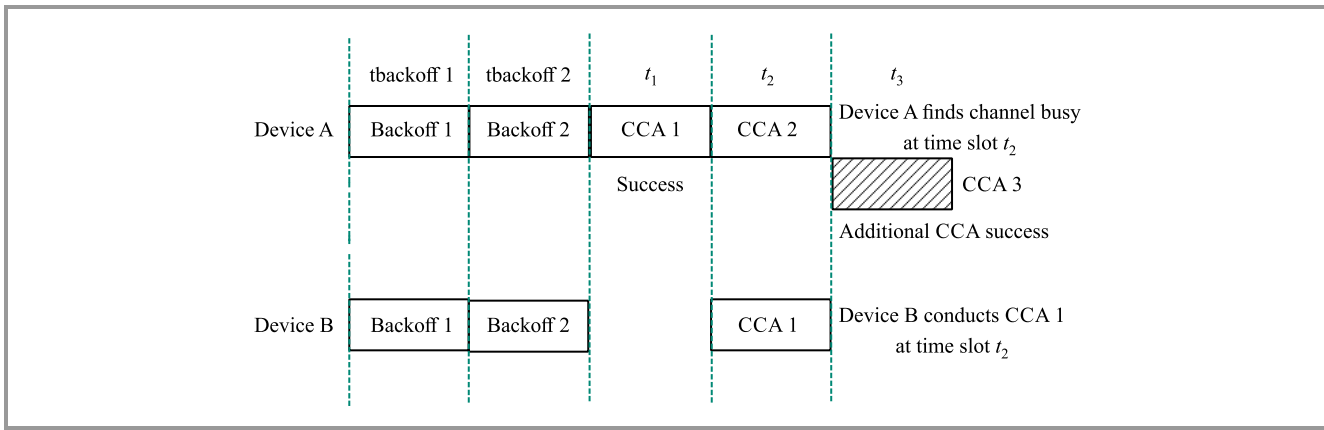 tbackoff 1 tbackoff 2 t1 t2 t3
Device A Backoff 1 Backoff 2 CCA 1 CCA 2 Device A finds channel busy
at time slot t2
Success CCA 3
Additional CCA success
Device B Backoff 1 Backoff 2 CCA 1 Device B conducts CCA 1
at time slot t2